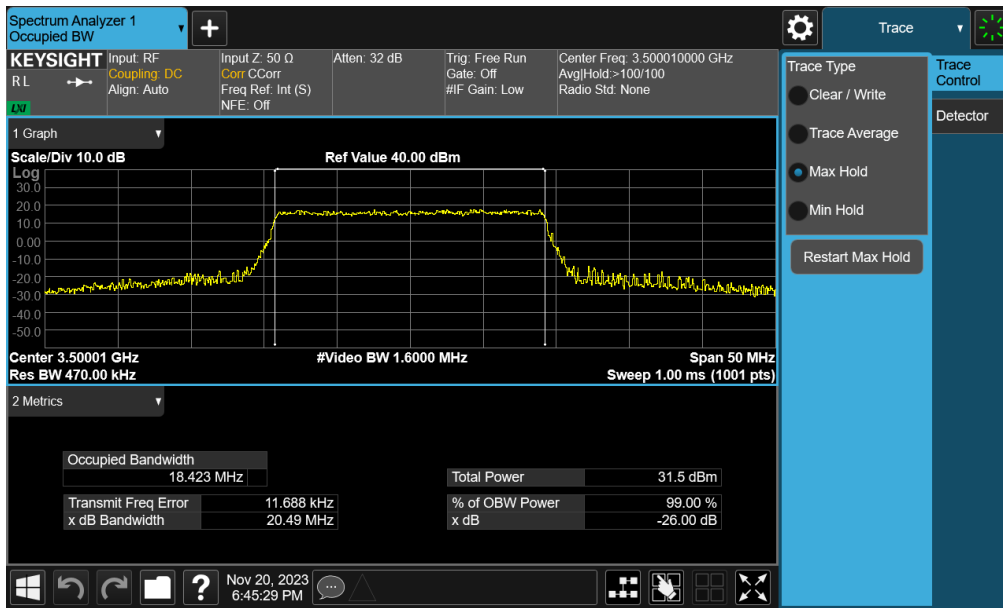 Spectrum Analyzer 1
Occupied BW
Trace
KEYSIGHT
R L
LXI
Input: RF
Coupling: DC
Align: Auto
Input Z: 50 Ω
Corr CCorr
Freq Ref: Int (S)
NFE: Off
Atten: 32 dB
Trig: Free Run
Gate: Off
#IF Gain: Low
Center Freq: 3.500010000 GHz
Avg|Hold:>100/100
Radio Std: None
Trace Type
Clear / Write
Trace Average
Max Hold
Min Hold
Restart Max Hold
Trace
Control
Detector
1 Graph
Scale/Div 10.0 dB
Ref Value 40.00 dBm
Log
30.0
20.0
10.0
0.00
-10.0
-20.0
-30.0
-40.0
-50.0
Center 3.50001 GHz
#Video BW 1.6000 MHz
Span 50 MHz
Res BW 470.00 kHz
Sweep 1.00 ms (1001 pts)
2 Metrics
Occupied Bandwidth
18.423 MHz
Total Power 31.5 dBm
Transmit Freq Error 11.688 kHz
% of OBW Power 99.00 %
x dB Bandwidth 20.49 MHz
x dB -26.00 dB
?
Nov 20, 2023
6:45:29 PM